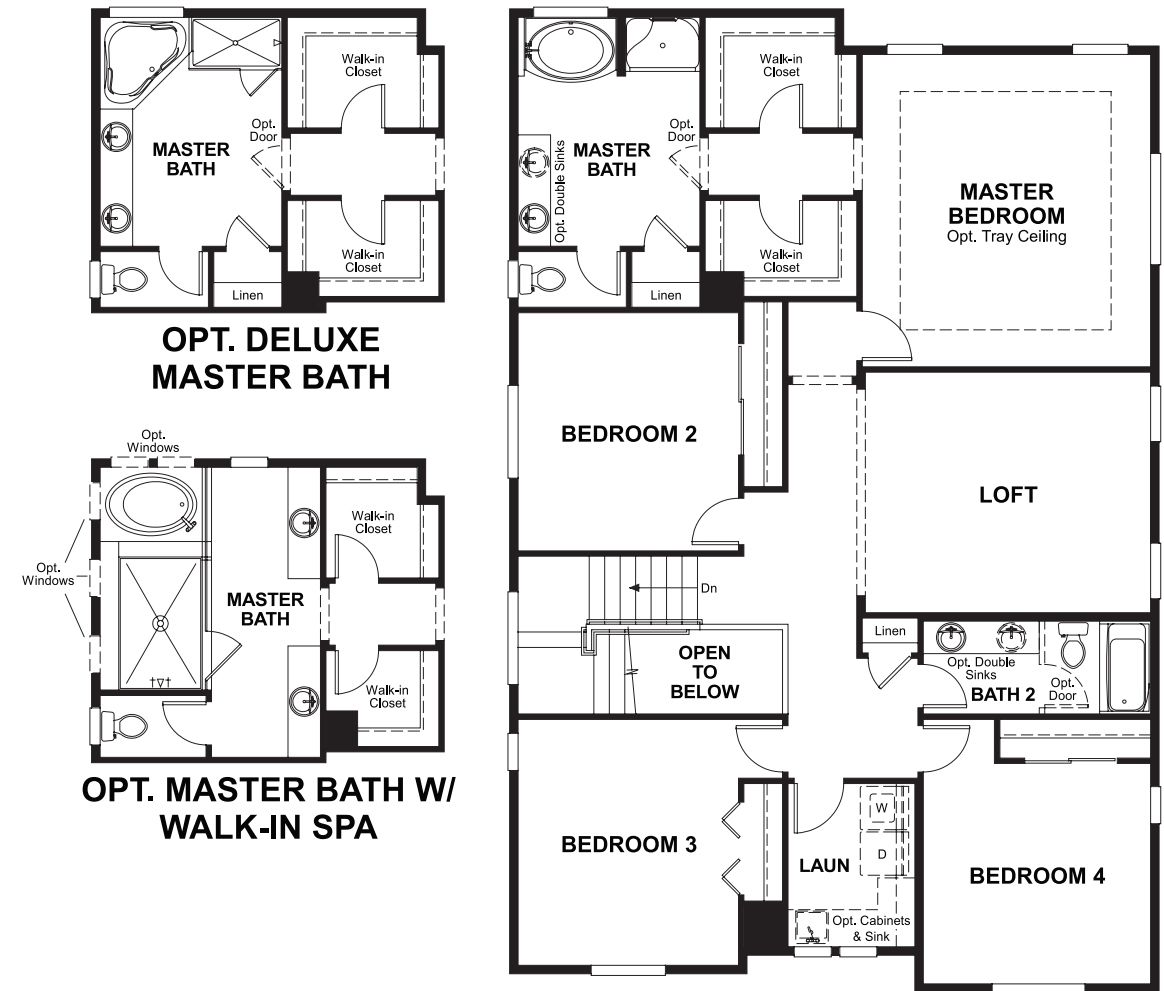 Walk-in
Closet
Opt.
Door
MASTER
BATH
Walk-in
Closet
Linen
OPT. DELUXE
MASTER BATH
Opt.
Windows
Walk-in
Closet
Opt.
Windows
MASTER
BATH
Walk-in
Closet
OPT. MASTER BATH W/
WALK-IN SPA
Walk-in
Closet
Opt.
Door
MASTER
BATH
Opt. Double Sinks
Walk-in
Closet
Linen
MASTER
BEDROOM
Opt. Tray Ceiling
BEDROOM 2
LOFT
Dn
OPEN
TO
BELOW
Linen
Opt. Double
Sinks
Opt.
Door
BATH 2
BEDROOM 3
W
D
LAUN
Opt. Cabinets
& Sink
BEDROOM 4